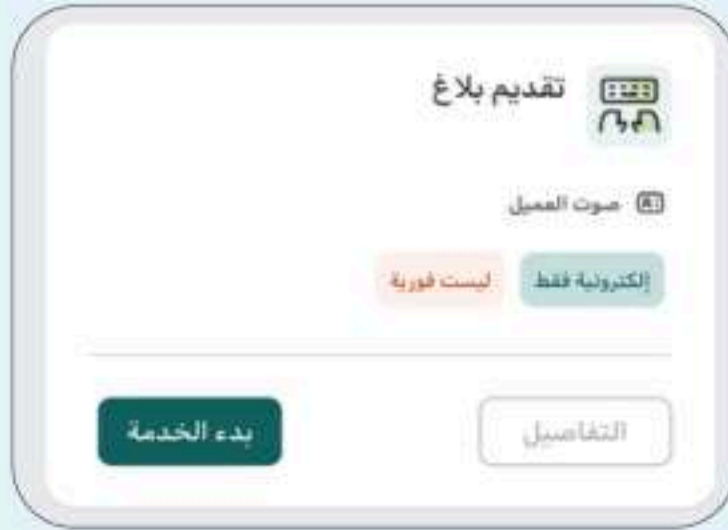 تقديم بلاغ
صوت العميل
إلكترونية فقط ليست فورية
التفاصيل بدء الخدمة